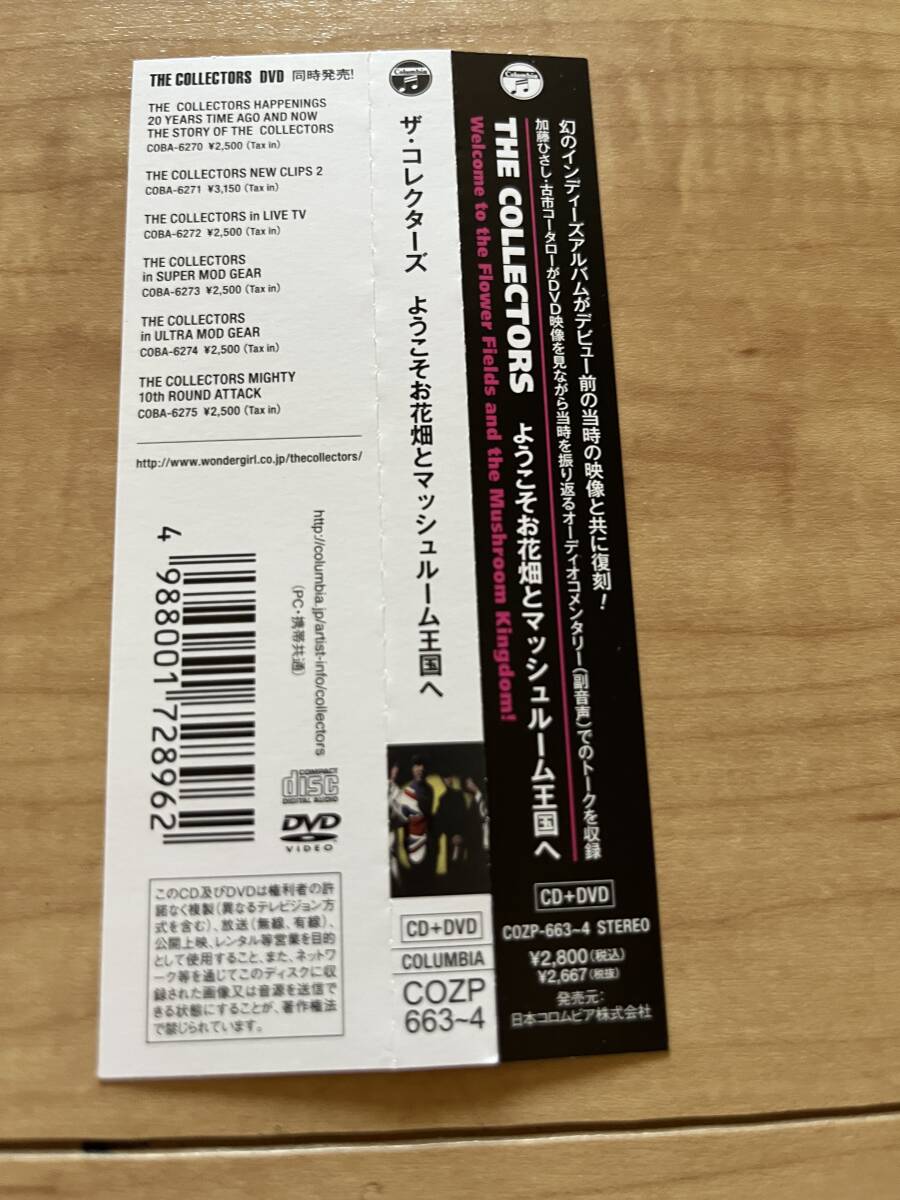 THE COLLECTORS DVD 同時発売!
THE COLLECTORS HAPPENINGS
20 YEARS TIME AGO AND NOW
THE STORY OF THE COLLECTORS
COBA-6270 ¥2,500 (Tax in)
THE COLLECTORS NEW CLIPS 2
COBA-6271 ¥3,150 (Tax in)
THE COLLECTORS in LIVE TV
COBA-6272 ¥2,500 (Tax in)
THE COLLECTORS
in SUPER MOD GEAR
COBA-6273 ¥2,500 (Tax in)
THE COLLECTORS
in ULTRA MOD GEAR
COBA-6274 ¥2,500 (Tax in)
THE COLLECTORS MIGHTY
10th ROUND ATTACK
COBA-6275 ¥2,500 (Tax in)
http://www.wondergirl.co.jp/thecollectors/
http://columbia.jp/artist-info/collectors
(PC・携帯共通)
4 988001 728962
COMPACT
disc
DIGITAL AUDIO
DVD
VIDEO
このCD及びDVDは権利者の許
諾なく複製(異なるテレビジョン方
式を含む)、放送(無線、有線)、
公開上映、レンタル等営業を目的
として使用すること、また、ネットワ
ーク等を通じてこのディスクに収
録された画像又は音源を送信で
きる状態にすることが、著作権法
で禁じられています。
Columbia
ザ・コレクターズ ようこそお花畑とマッシュルーム王国へ
CD+DVD
COLUMBIA
COZP
663~4
Columbia
幻のインディーズアルバムがデビュー前の当時の映像と共に復刻!
加藤ひさし・古市コータローがDVD映像を見ながら当時を振り返るオーディオコメンタリー(副音声)でのトークを収録
THE COLLECTORS ようこそお花畑とマッシュルーム王国へ
Welcome to the Flower Fields and the Mushroom Kingdom!
CD+DVD
COZP-663~4 STEREO
¥2,800(税込)
¥2,667(税抜)
発売元:
日本コロムビア株式会社